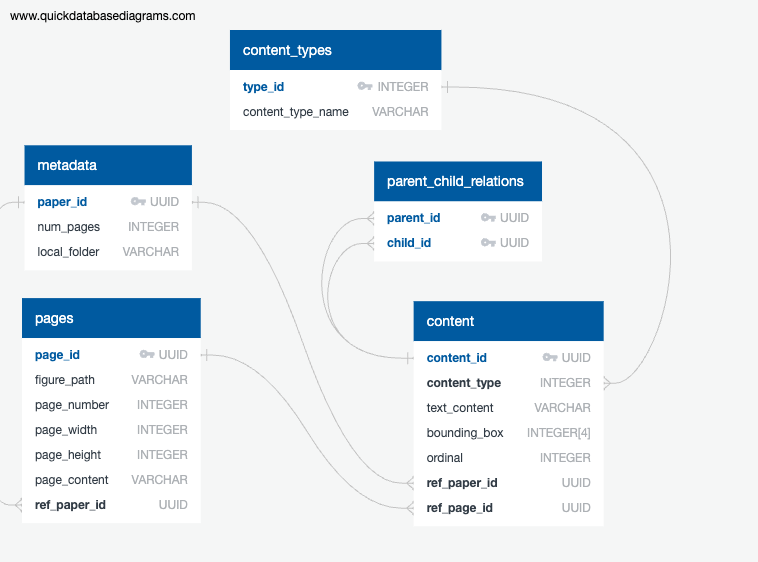 www.quickdatabasediagrams.com
content_types
type_id INTEGER
content_type_name VARCHAR
metadata
paper_id UUID
num_pages INTEGER
local_folder VARCHAR
parent_child_relations
parent_id UUID
child_id UUID
pages
page_id UUID
figure_path VARCHAR
page_number INTEGER
page_width INTEGER
page_height INTEGER
page_content VARCHAR
ref_paper_id UUID
content
content_id UUID
content_type INTEGER
text_content VARCHAR
bounding_box INTEGER[4]
ordinal INTEGER
ref_paper_id UUID
ref_page_id UUID